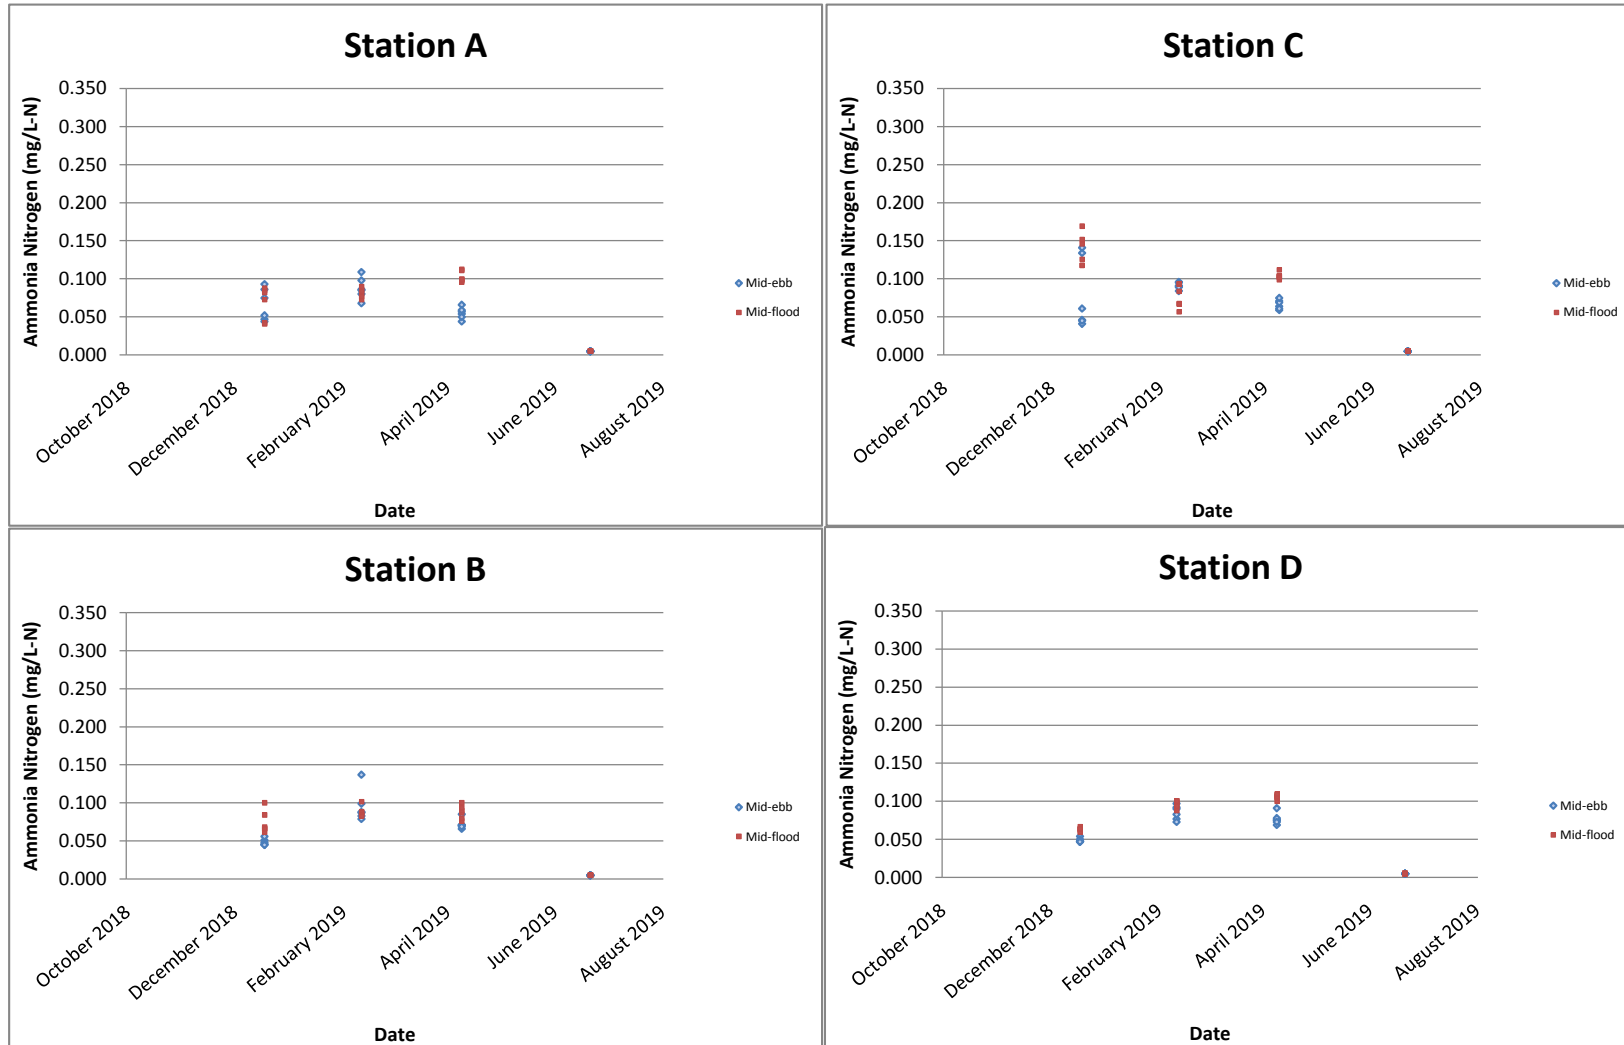 Station A
Ammonia Nitrogen (mg/L-N)
0.350
0.300
0.250
0.200
0.150
0.100
0.050
0.000
October 2018
December 2018
February 2019
April 2019
June 2019
August 2019
Date
Mid-ebb
Mid-flood
Station C
Ammonia Nitrogen (mg/L-N)
0.350
0.300
0.250
0.200
0.150
0.100
0.050
0.000
October 2018
December 2018
February 2019
April 2019
June 2019
August 2019
Date
Mid-ebb
Mid-flood
Station B
Ammonia Nitrogen (mg/L-N)
0.350
0.300
0.250
0.200
0.150
0.100
0.050
0.000
October 2018
December 2018
February 2019
April 2019
June 2019
August 2019
Date
Mid-ebb
Mid-flood
Station D
Ammonia Nitrogen (mg/L-N)
0.350
0.300
0.250
0.200
0.150
0.100
0.050
0.000
October 2018
December 2018
February 2019
April 2019
June 2019
August 2019
Date
Mid-ebb
Mid-flood